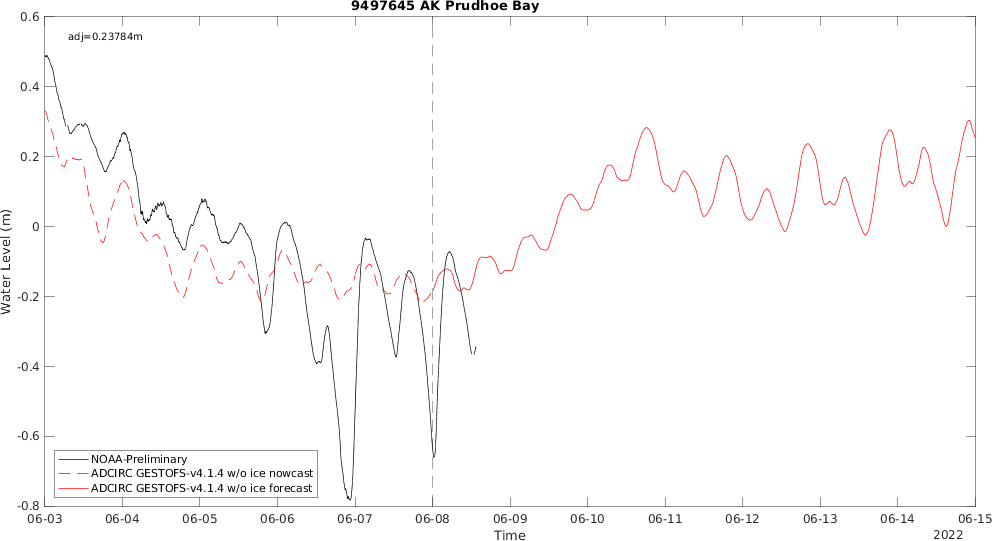 9497645 AK Prudhoe Bay
adj=0.23784m
Water Level (m)
0.6
0.4
0.2
0
-0.2
-0.4
-0.6
-0.8
NOAA-Preliminary
ADCIRC GESTOFS-v4.1.4 w/o ice nowcast
ADCIRC GESTOFS-v4.1.4 w/o ice forecast
06-03 06-04 06-05 06-06 06-07 06-08 06-09 06-10 06-11 06-12 06-13 06-14 06-15
Time
2022